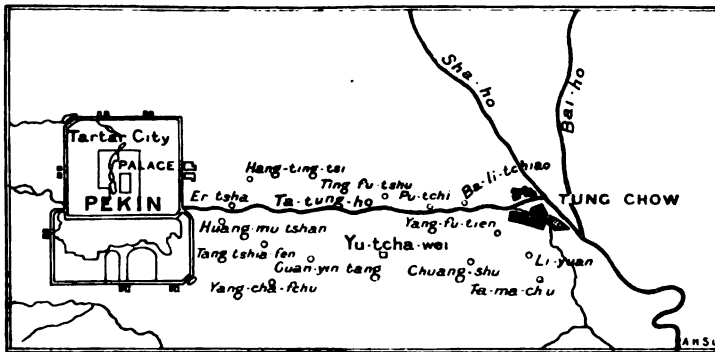 Sha-ho
Bai-ho
Tartar City
PALACE
PEKIN
Hang-ting-tsi
Ting fu-tshu
Pu-tchi
Ba-li-tchiao
Er tsha
Ta-tung-ho
TUNG CHOW
Huang-mu tshan
Yang-fu-tien
Tang tshia fen
Yu-tcha-wei
Guan-yin tang
Chuang-shu
Li-yuan
Yang-cha-fchu
Ta-ma-chu